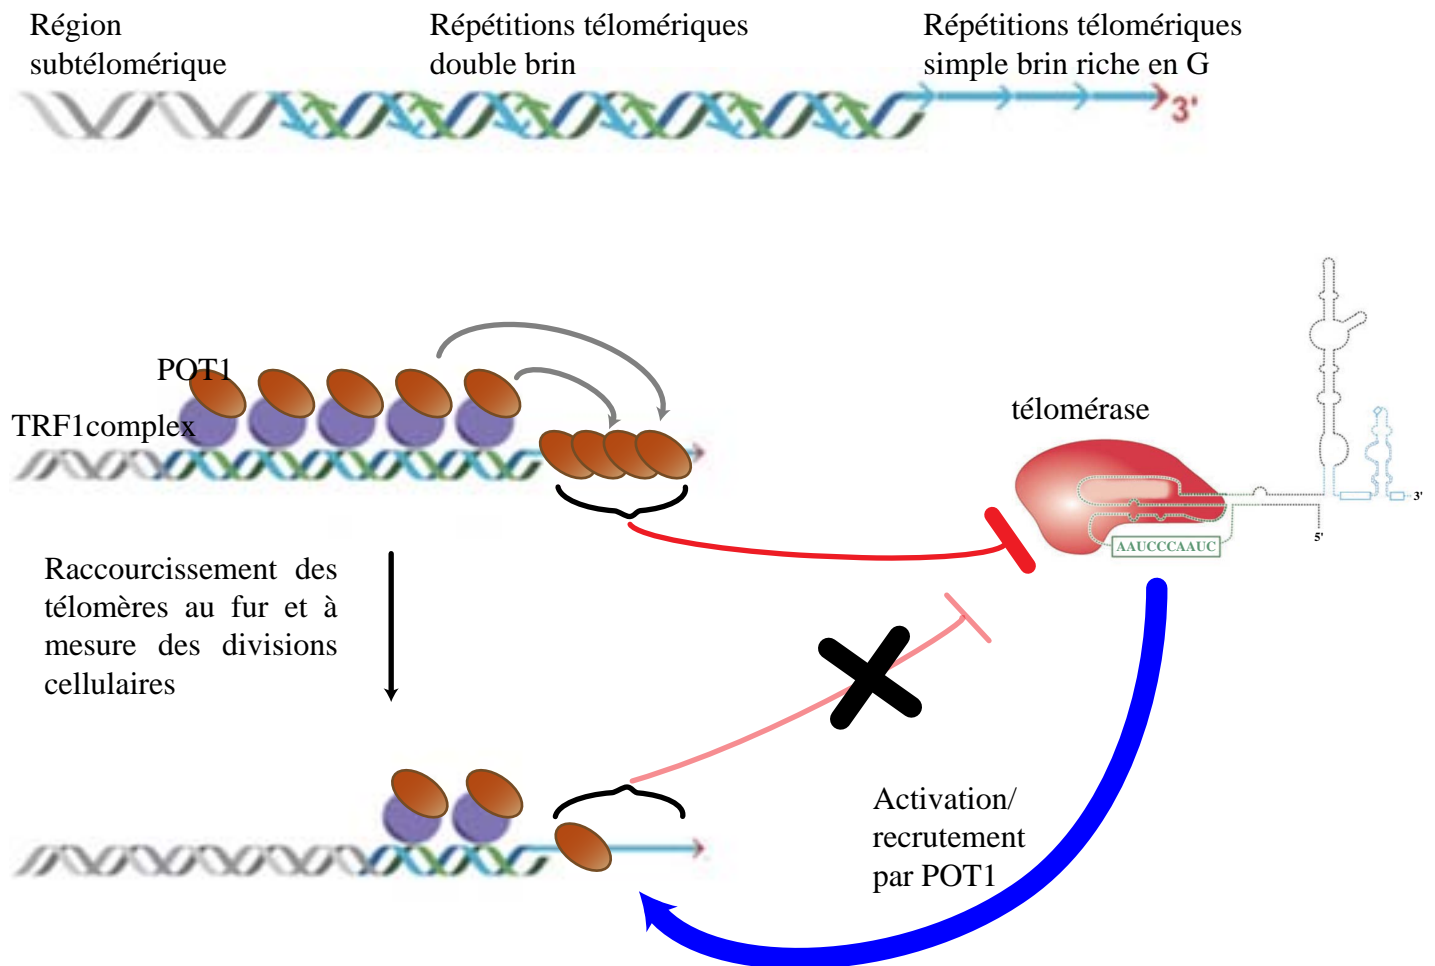 Région
subtélomérique
Répétitions télomériques
double brin
Répétitions télomériques
simple brin riche en G
3'
POT1
TRF1complex
télomérase
AAUCCCAAUC
3'
5'
Raccourcissement des
télomères au fur et à
mesure des divisions
cellulaires
Activation/
recrutement
par POT1